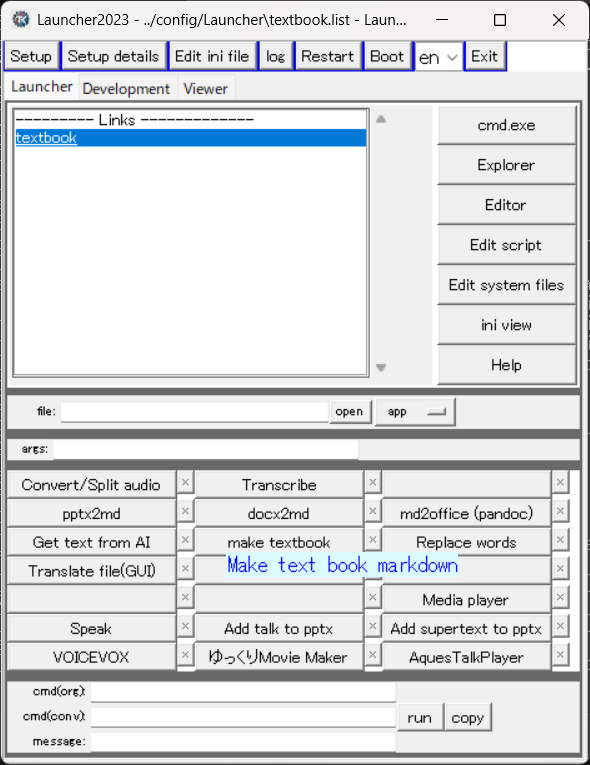 Launcher2023 - ../config/Launcher\textbook.list - Laun...
Setup Setup details Edit ini file log Restart Boot en Exit
Launcher Development Viewer
--------- Links -------------
textbook
cmd.exe
Explorer
Editor
Edit script
Edit system files
ini view
Help
file: open app
args:
Convert/Split audio × Transcribe × ×
pptx2md × docx2md × md2office (pandoc) ×
Get text from AI × make textbook × Replace words ×
Translate file(GUI) × Make text book markdown ×
× × Media player ×
Speak × Add talk to pptx × Add supertext to pptx ×
VOICEVOX × ゆっくりMovie Maker × AquesTalkPlayer ×
cmd(org):
cmd(conv): run copy
message: